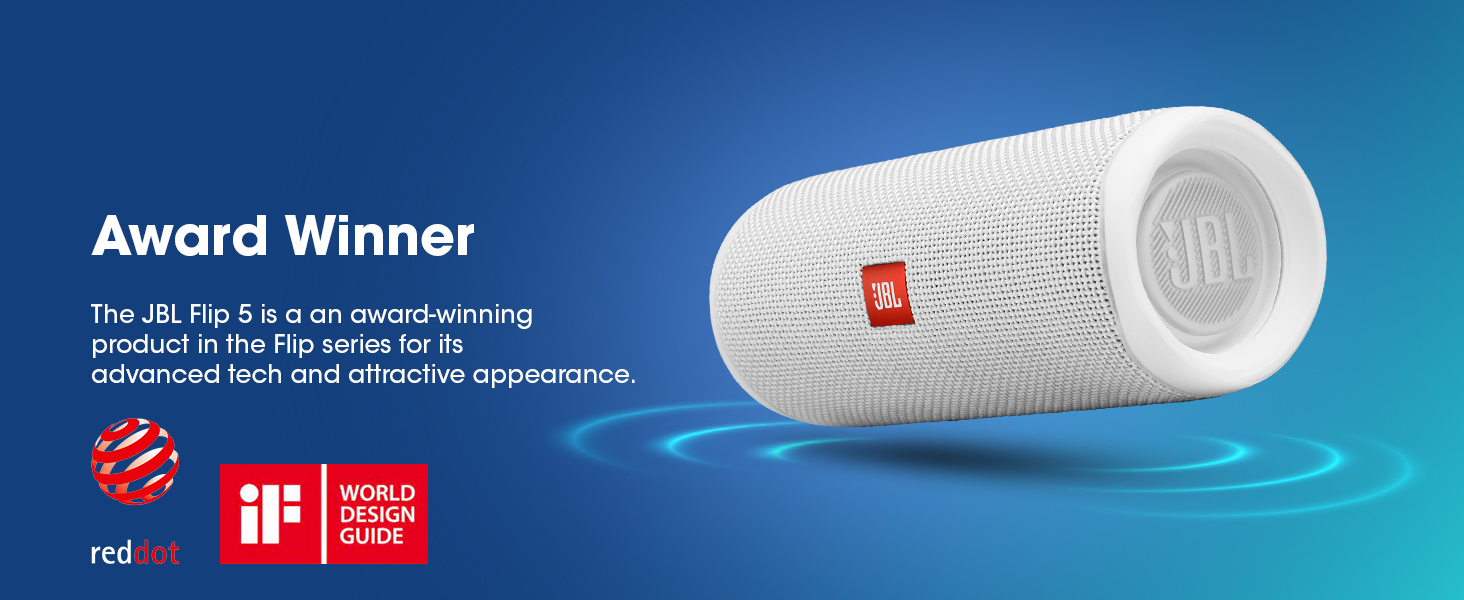 Award Winner
The JBL Flip 5 is a an award-winning
product in the Flip series for its
advanced tech and attractive appearance.
reddot
iF
WORLD
DESIGN
GUIDE
JBL
JBL